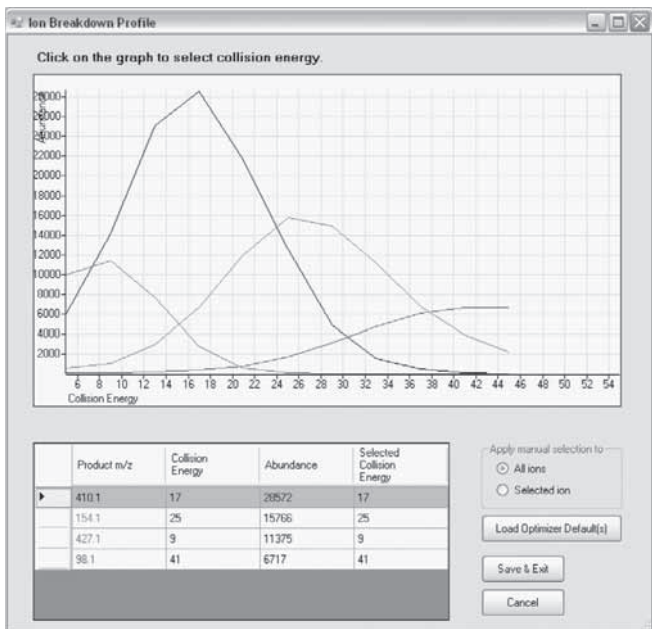 Ion Breakdown Profile
Click on the graph to select collision energy.
Abundance
28000
26000
24000
22000
20000
18000
16000
14000
12000
10000
8000
6000
4000
2000
6 8 10 12 14 16 18 20 22 24 26 28 30 32 34 36 38 40 42 44 46 48 50 52 54
Collision Energy
Product m/z Collision Energy Abundance Selected Collision Energy
410.1 17 28572 17
154.1 25 15766 25
427.1 9 11375 9
98.1 41 6717 41
Apply manual selection to
All ions
Selected ion
Load Optimizer Default(s)
Save & Exit
Cancel